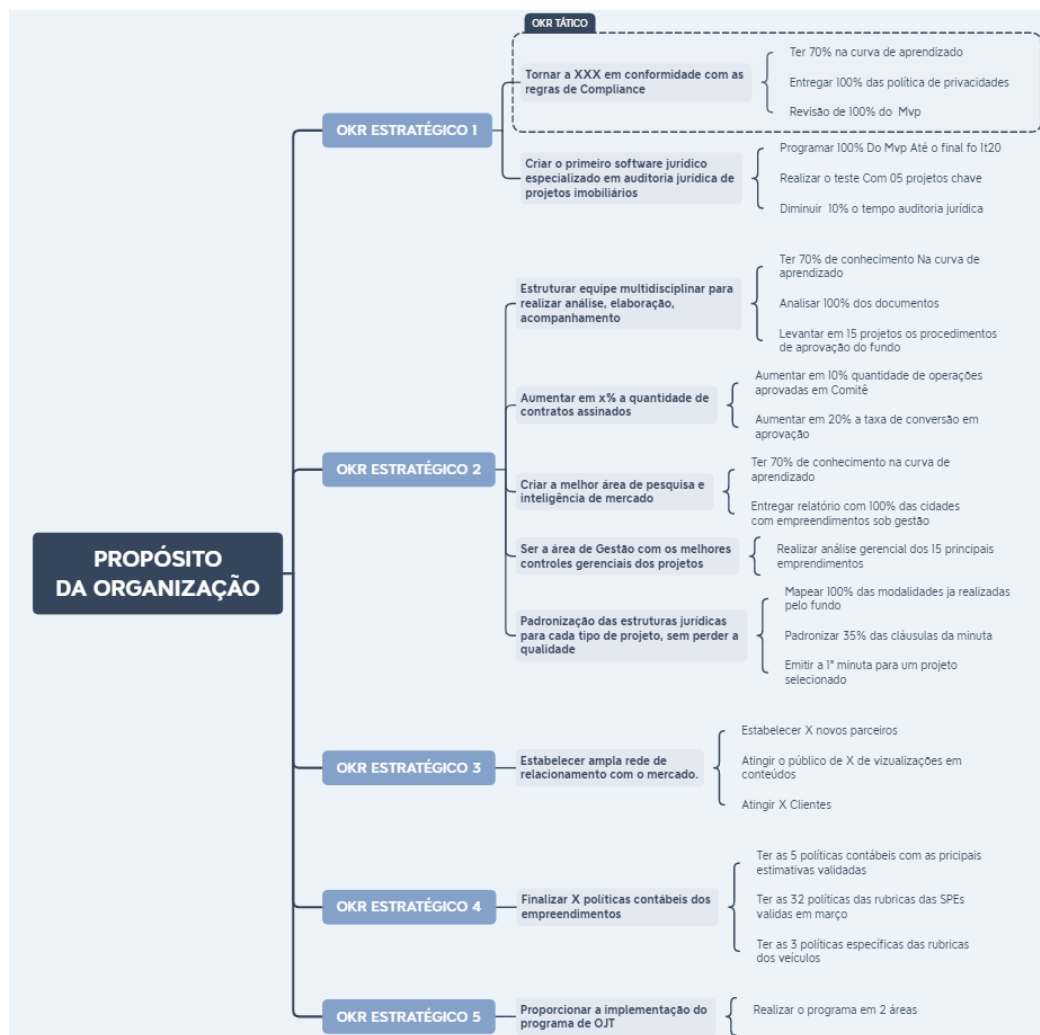 OKR TÁTICO
Tornar a XXX em conformidade com as
regras de Compliance
Ter 70% na curva de aprendizado
Entregar 100% das política de privacidades
Revisão de 100% do Mvp
OKR ESTRATÉGICO 1
Criar o primeiro software jurídico
especializado em auditoria jurídica de
projetos imobiliários
Programar 100% Do Mvp Até o final fo 1t20
Realizar o teste Com 05 projetos chave
Diminuir 10% o tempo auditoria jurídica
Estruturar equipe multidisciplinar para
realizar análise, elaboração,
acompanhamento
Ter 70% de conhecimento Na curva de
aprendizado
Analisar 100% dos documentos
Levantar em 15 projetos os procedimentos
de aprovação do fundo
Aumentar em x% a quantidade de
contratos assinados
Aumentar em 10% quantidade de operações
aprovadas em Comitê
Aumentar em 20% a taxa de conversão em
aprovação
OKR ESTRATÉGICO 2
Criar a melhor área de pesquisa e
inteligência de mercado
Ter 70% de conhecimento na curva de
aprendizado
Entregar relatório com 100% das cidades
com empreendimentos sob gestão
PROPÓSITO
DA ORGANIZAÇÃO
Ser a área de Gestão com os melhores
controles gerenciais dos projetos
Realizar análise gerencial dos 15 principais
emprendimentos
Padronização das estruturas jurídicas
para cada tipo de projeto, sem perder a
qualidade
Mapear 100% das modalidades ja realizadas
pelo fundo
Padronizar 35% das cláusulas da minuta
Emitir a 1ª minuta para um projeto
selecionado
OKR ESTRATÉGICO 3
Estabelecer ampla rede de
relacionamento com o mercado.
Estabelecer X novos parceiros
Atingir o público de X de vizualizações em
conteúdos
Atingir X Clientes
OKR ESTRATÉGICO 4
Finalizar X políticas contábeis dos
empreendimentos
Ter as 5 políticas contábeis com as pricipais
estimativas validadas
Ter as 32 políticas das rubricas das SPEs
validas em março
Ter as 3 políticas específicas das rubricas
dos veículos
OKR ESTRATÉGICO 5
Proporcionar a implementação do
programa de OJT
Realizar o programa em 2 áreas